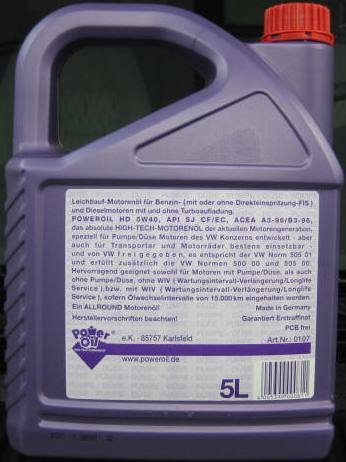 Leichtlauf-Motorenöl für Benzin- (mit oder ohne Direkteinspritzung-FIS)
und Dieselmotoren mit und ohne Turboaufladung.
POWEROIL HD 5W40, API SJ CF/EC, ACEA A3-96/B3-96,
das absolute HIGH-TECH-MOTORENÖL der aktuellen Motorengeneration,
speziell für Pumpe/Düse Motoren des VW Konzerns entwickelt - aber
auch für Transporter und Motorräder bestens einsetzbar -
und von VW freigegeben, es entspricht der VW Norm 505 01
und erfüllt zusätzlich die VW Normen 500 00 und 505 00.
Hervorragend geeignet sowohl für Motoren mit Pumpe/Düse, als auch
ohne Pumpe/Düse, ohne WIV (Wartungsintervall-Verlängerung/Longlife
Service) bzw. mit WIV (Wartungsintervall-Verlängerung/Longlife
Service), sofern Ölwechselintervalle von 15.000 km eingehalten werden.
Ein ALLROUND Motorenöl
Made in Germany
Herstellervorschriften beachten!
Garantiert Erstraffinat
PCB frei
Power Oil
e.K. - 85757 Karlsfeld
Art.Nr.: 0107
www.poweroil.de
5L